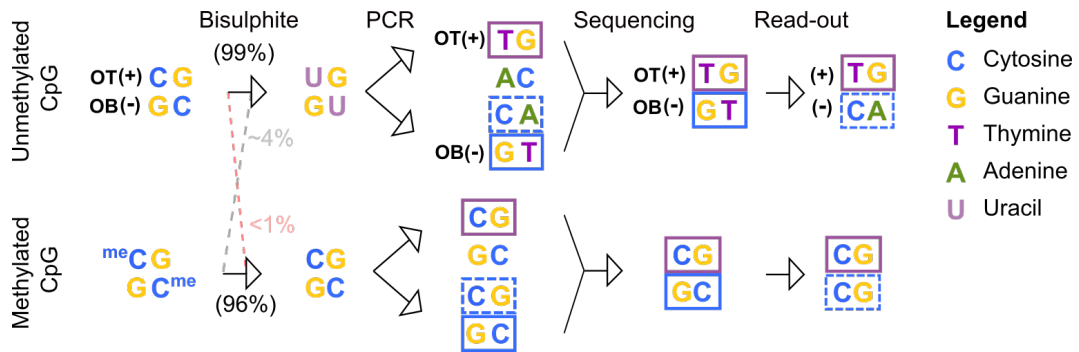 Bisulphite PCR Sequencing Read-out Legend
Unmethylated
CpG
(99%)
OT(+) C G
OB(-) G C
~4%
U G
G U
OT(+) T G
A C
C A
OB(-) G T
OT(+) T G
OB(-) G T
(+) T G
(-) C A
C Cytosine
G Guanine
T Thymine
A Adenine
U Uracil
Methylated
CpG
<1%
meC G
G Cme
(96%)
C G
G C
C G
G C
C G
G C
C G
G C
C G
C G